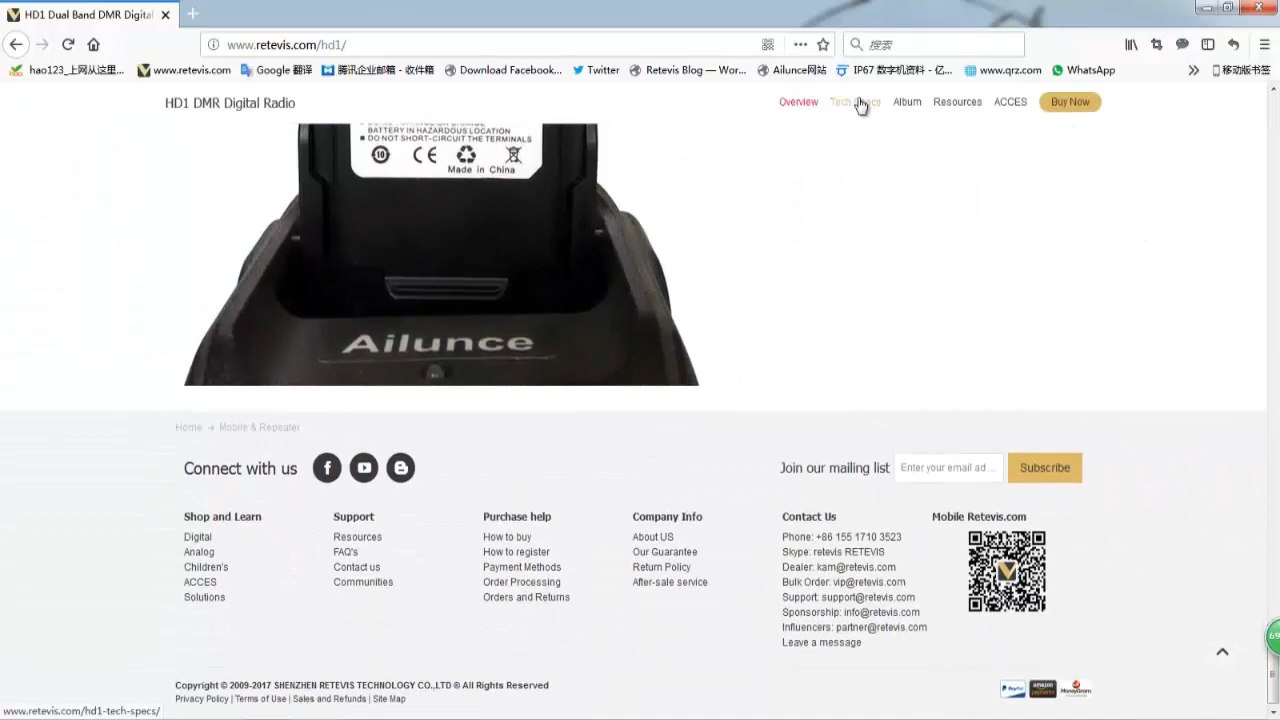 HD1 Dual Band DMR Digital
www.retevis.com/hd1/
搜索
hao123_上网从这里...
www.retevis.com
Google 翻译
腾讯企业邮箱 - 收件箱
Download Facebook...
Twitter
Retevis Blog — Wor...
Ailunce网站
IP67 数字机资料 - 亿...
www.qrz.com
WhatsApp
移动版书签
HD1 DMR Digital Radio
Overview
Album
Resources
ACCES
Buy Now
BATTERY IN HAZARDOUS LOCATION
■ DO NOT SHORT-CIRCUIT THE TERMINALS
10 CE
Made in China
Ailunce
Home → Mobile & Repeater
Connect with us
Join our mailing list
Enter your email ad ...
Subscribe
Shop and Learn
Digital
Analog
Children's
ACCES
Solutions
Support
Resources
FAQ's
Contact us
Communities
Purchase help
How to buy
How to register
Payment Methods
Order Processing
Orders and Returns
Company Info
About US
Our Guarantee
Return Policy
After-sale service
Contact Us
Phone: +86 155 1710 3523
Skype: retevis RETEVIS
Dealer: kam@retevis.com
Bulk Order: vip@retevis.com
Support: support@retevis.com
Sponsorship: info@retevis.com
Influencers: partner@retevis.com
Leave a message
Mobile Retevis.com
69
Copyright © 2009-2017 SHENZHEN RETEVIS TECHNOLOGY CO.,LTD ® All Rights Reserved
Privacy Policy | Terms of Use | Sales and Refunds | Site Map
PayPal
amazon payments
MoneyGram
www.retevis.com/hd1-tech-specs/